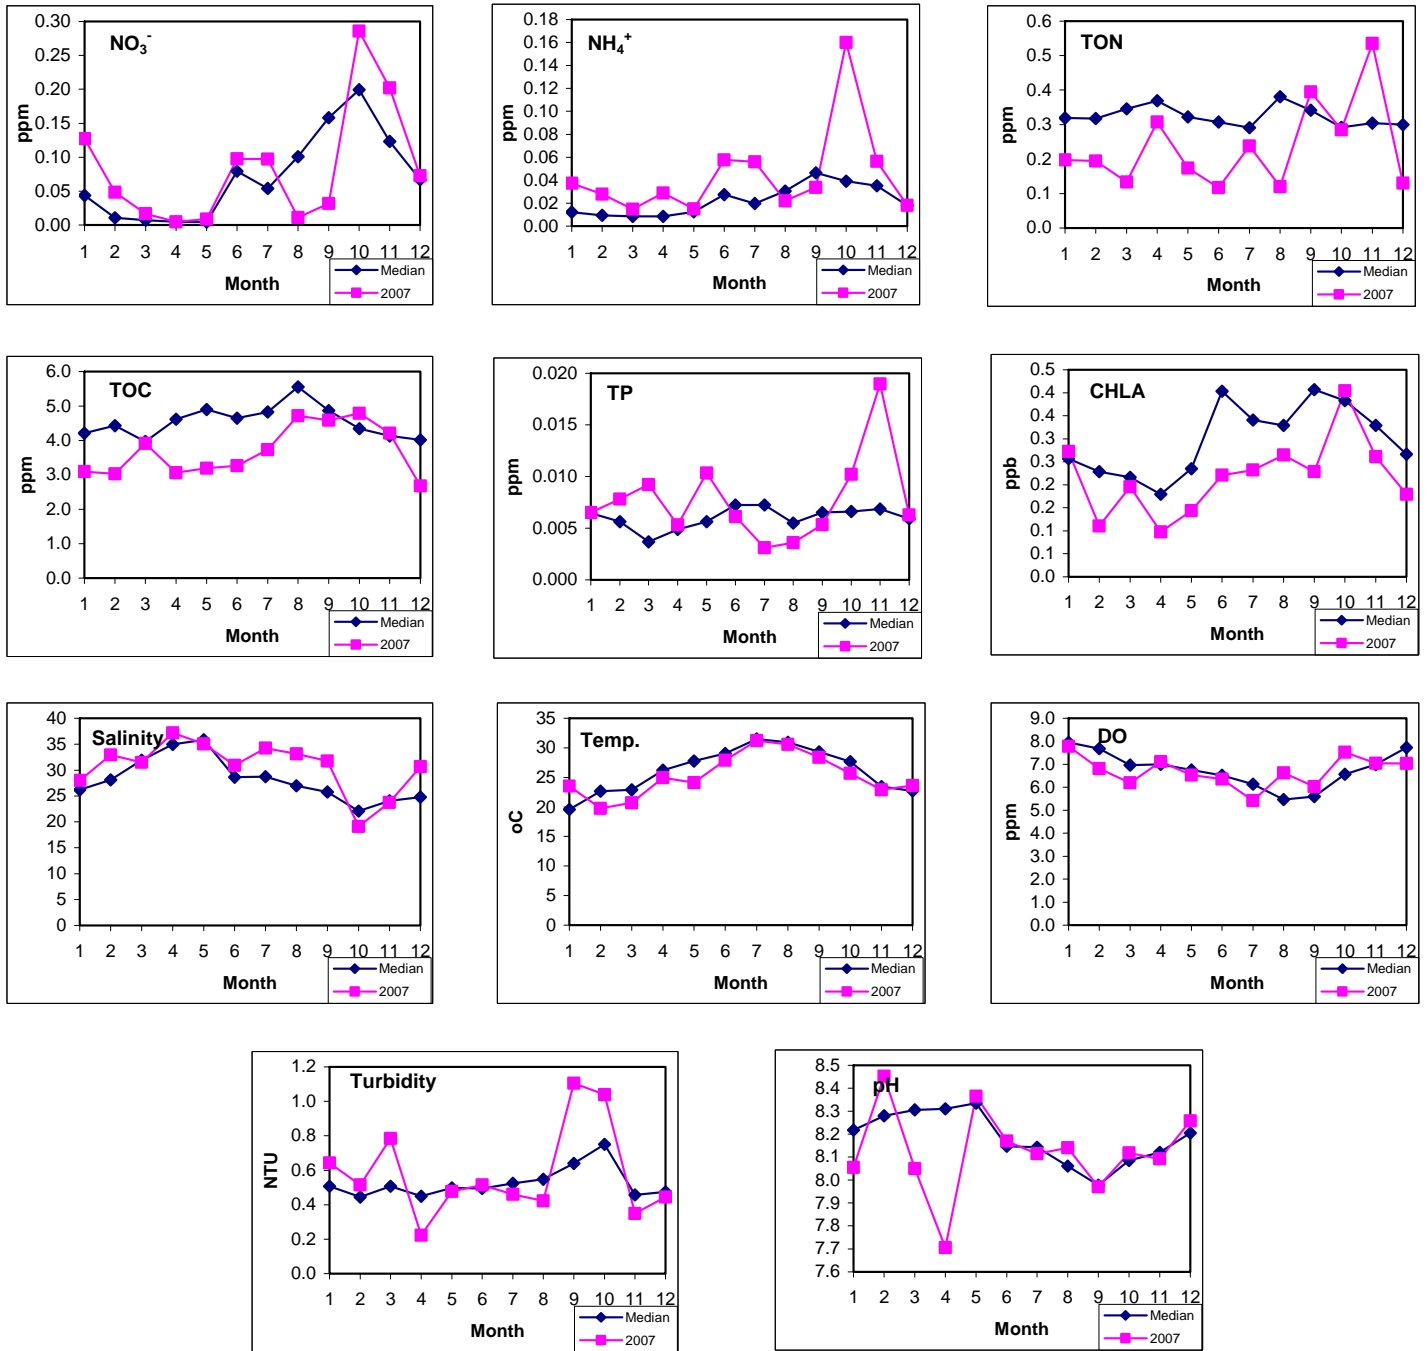 NO3-
ppm
0.30
0.25
0.20
0.15
0.10
0.05
0.00
1 2 3 4 5 6 7 8 9 10 11 12
Month
Median
2007
NH4+
ppm
0.18
0.16
0.14
0.12
0.10
0.08
0.06
0.04
0.02
0.00
1 2 3 4 5 6 7 8 9 10 11 12
Month
Median
2007
TON
ppm
0.6
0.5
0.4
0.3
0.2
0.1
0.0
1 2 3 4 5 6 7 8 9 10 11 12
Month
Median
2007
TOC
ppm
6.0
5.0
4.0
3.0
2.0
1.0
0.0
1 2 3 4 5 6 7 8 9 10 11 12
Month
Median
2007
TP
ppm
0.020
0.015
0.010
0.005
0.000
1 2 3 4 5 6 7 8 9 10 11 12
Month
Median
2007
CHLA
ppb
0.5
0.4
0.4
0.3
0.3
0.2
0.2
0.1
0.1
0.0
1 2 3 4 5 6 7 8 9 10 11 12
Month
Median
2007
Salinity
40
35
30
25
20
15
10
5
0
1 2 3 4 5 6 7 8 9 10 11 12
Month
Median
2007
Temp.
oC
35
30
25
20
15
10
5
0
1 2 3 4 5 6 7 8 9 10 11 12
Month
Median
2007
DO
ppm
9.0
8.0
7.0
6.0
5.0
4.0
3.0
2.0
1.0
0.0
1 2 3 4 5 6 7 8 9 10 11 12
Month
Median
2007
Turbidity
NTU
1.2
1.0
0.8
0.6
0.4
0.2
0.0
1 2 3 4 5 6 7 8 9 10 11 12
Month
Median
2007
pH
8.5
8.4
8.3
8.2
8.1
8.0
7.9
7.8
7.7
7.6
1 2 3 4 5 6 7 8 9 10 11 12
Month
Median
2007